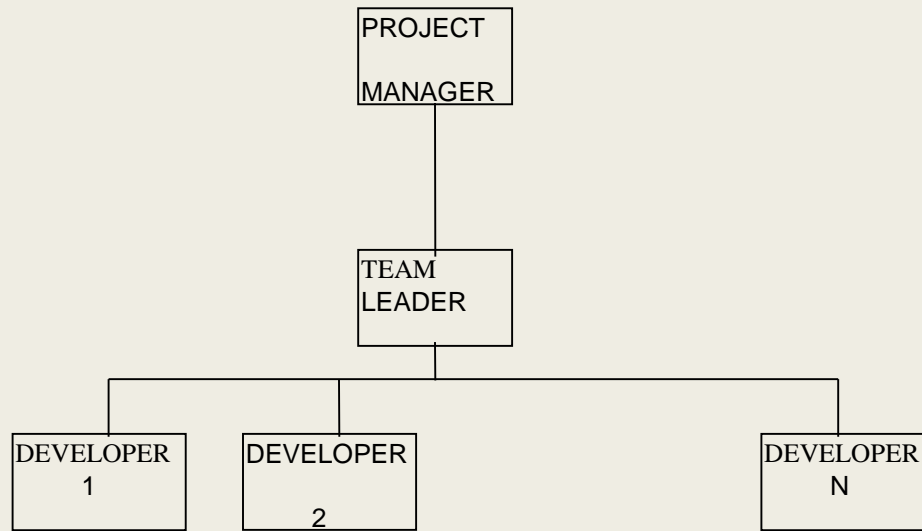 PROJECT
MANAGER
TEAM
LEADER
DEVELOPER
1
DEVELOPER
2
DEVELOPER
N